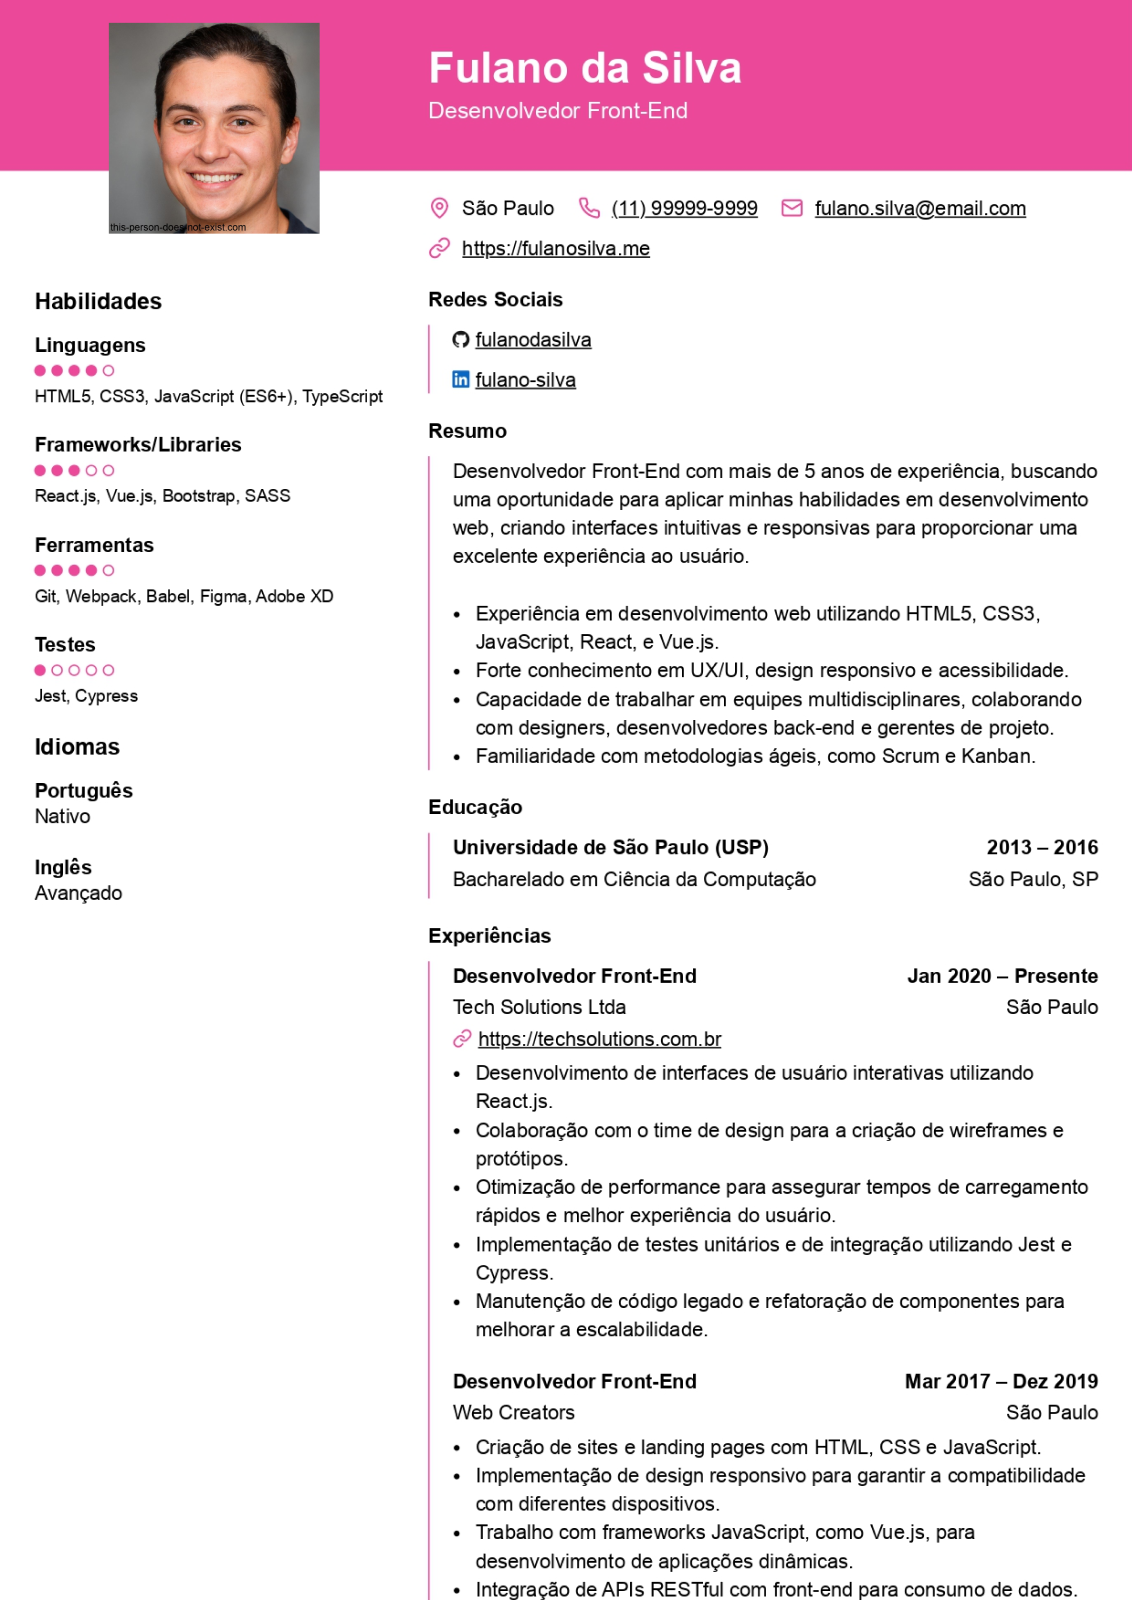 Fulano da Silva
Desenvolvedor Front-End
this-person-does-not-exist.com
São Paulo (11) 99999-9999 fulano.silva@email.com
https://fulanosilva.me
Habilidades
Linguagens
HTML5, CSS3, JavaScript (ES6+), TypeScript
Frameworks/Libraries
React.js, Vue.js, Bootstrap, SASS
Ferramentas
Git, Webpack, Babel, Figma, Adobe XD
Testes
Jest, Cypress
Idiomas
Português
Nativo
Inglês
Avançado
Redes Sociais
fulanodasilva
fulano-silva
Resumo
Desenvolvedor Front-End com mais de 5 anos de experiência, buscando
uma oportunidade para aplicar minhas habilidades em desenvolvimento
web, criando interfaces intuitivas e responsivas para proporcionar uma
excelente experiência ao usuário.
• Experiência em desenvolvimento web utilizando HTML5, CSS3,
JavaScript, React, e Vue.js.
• Forte conhecimento em UX/UI, design responsivo e acessibilidade.
• Capacidade de trabalhar em equipes multidisciplinares, colaborando
com designers, desenvolvedores back-end e gerentes de projeto.
• Familiaridade com metodologias ágeis, como Scrum e Kanban.
Educação
Universidade de São Paulo (USP) 2013 – 2016
Bacharelado em Ciência da Computação São Paulo, SP
Experiências
Desenvolvedor Front-End Jan 2020 – Presente
Tech Solutions Ltda São Paulo
https://techsolutions.com.br
• Desenvolvimento de interfaces de usuário interativas utilizando
React.js.
• Colaboração com o time de design para a criação de wireframes e
protótipos.
• Otimização de performance para assegurar tempos de carregamento
rápidos e melhor experiência do usuário.
• Implementação de testes unitários e de integração utilizando Jest e
Cypress.
• Manutenção de código legado e refatoração de componentes para
melhorar a escalabilidade.
Desenvolvedor Front-End Mar 2017 – Dez 2019
Web Creators São Paulo
• Criação de sites e landing pages com HTML, CSS e JavaScript.
• Implementação de design responsivo para garantir a compatibilidade
com diferentes dispositivos.
• Trabalho com frameworks JavaScript, como Vue.js, para
desenvolvimento de aplicações dinâmicas.
• Integração de APIs RESTful com front-end para consumo de dados.